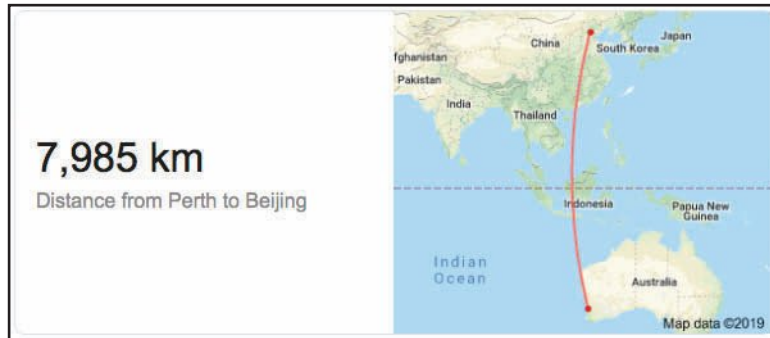 7,985 km
Distance from Perth to Beijing
China
Japan
South Korea
fghanistan
Pakistan
India
Thailand
Indonesia
Papua New
Guinea
Indian
Ocean
Australia
Map data ©2019